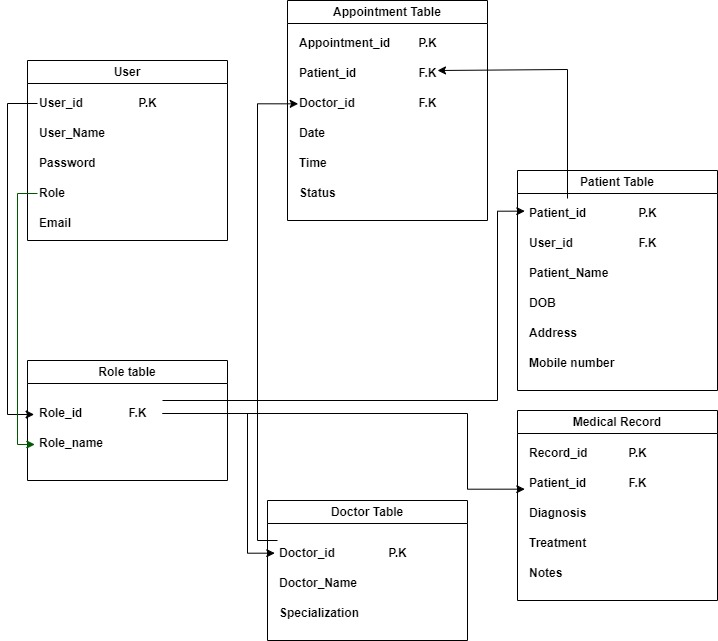 Appointment Table
Appointment_id P.K
Patient_id F.K
Doctor_id F.K
Date
Time
Status
User
User_id P.K
User_Name
Password
Role
Email
Patient Table
Patient_id P.K
User_id F.K
Patient_Name
DOB
Address
Mobile number
Role table
Role_id F.K
Role_name
Medical Record
Record_id P.K
Patient_id F.K
Diagnosis
Treatment
Notes
Doctor Table
Doctor_id P.K
Doctor_Name
Specialization